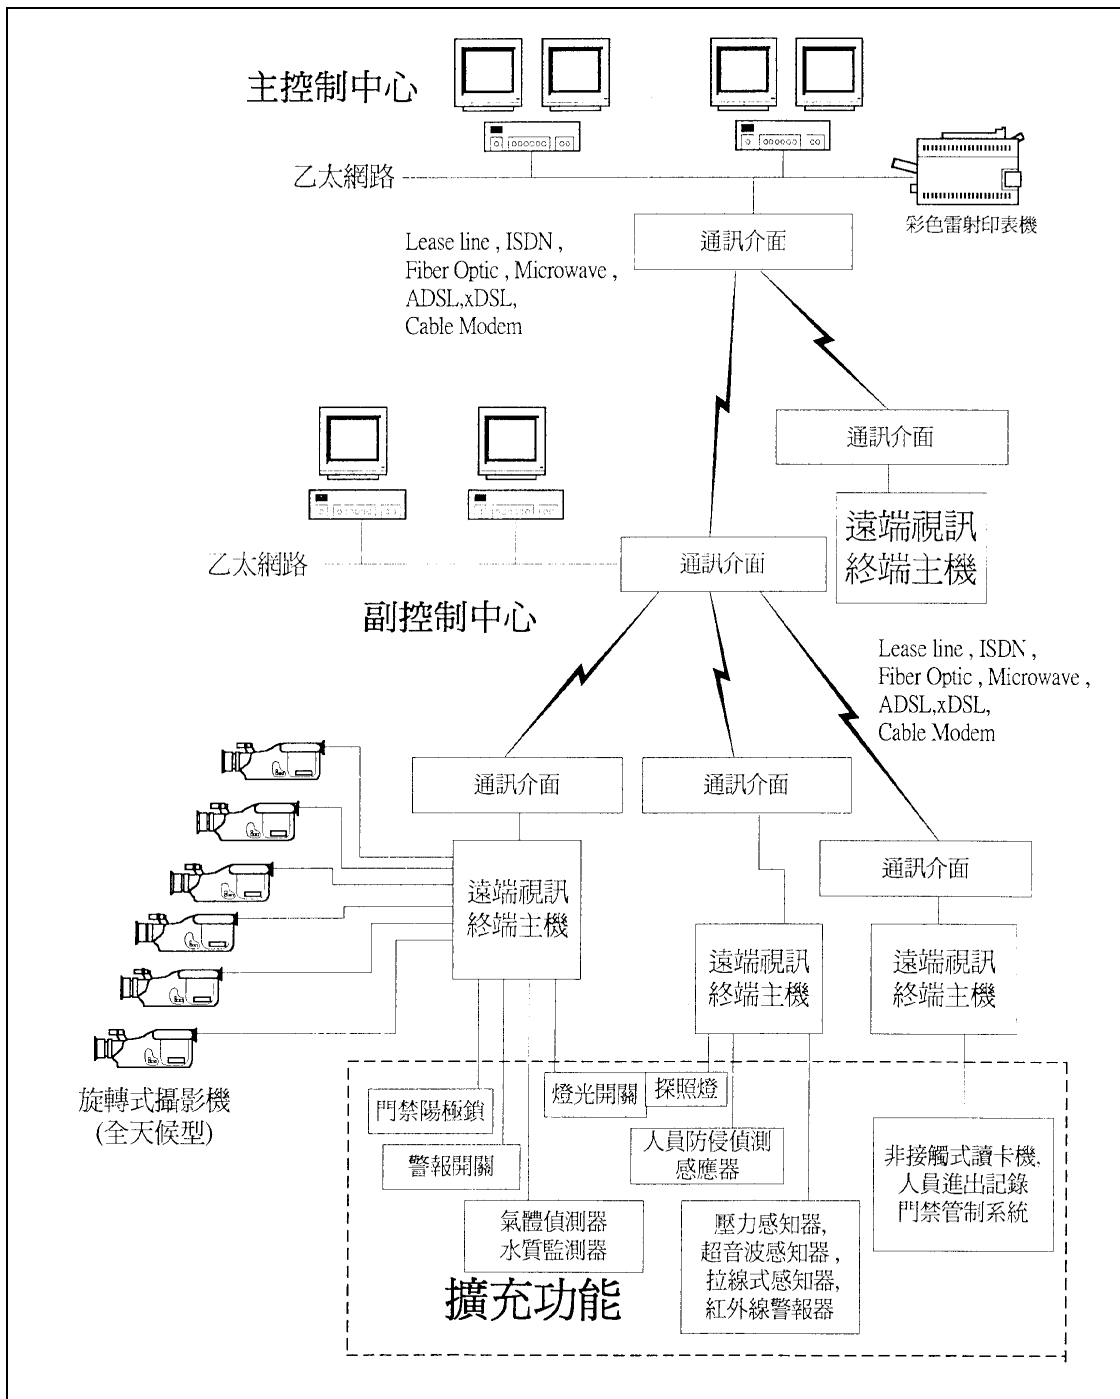 主控制中心
乙太網路
彩色雷射印表機
通訊介面
Lease line , ISDN ,
Fiber Optic , Microwave ,
ADSL,xDSL,
Cable Modem
通訊介面
遠端視訊
終端主機
乙太網路
通訊介面
副控制中心
Lease line , ISDN ,
Fiber Optic , Microwave ,
ADSL,xDSL,
Cable Modem
通訊介面
通訊介面
通訊介面
遠端視訊
終端主機
遠端視訊
終端主機
遠端視訊
終端主機
旋轉式攝影機
(全天候型)
門禁陽極鎖
燈光開關
探照燈
警報開關
人員防侵偵測
感應器
非接觸式讀卡機,
人員進出記錄
門禁管制系統
氣體偵測器
水質監測器
壓力感知器,
超音波感知器,
拉線式感知器,
紅外線警報器
擴充功能